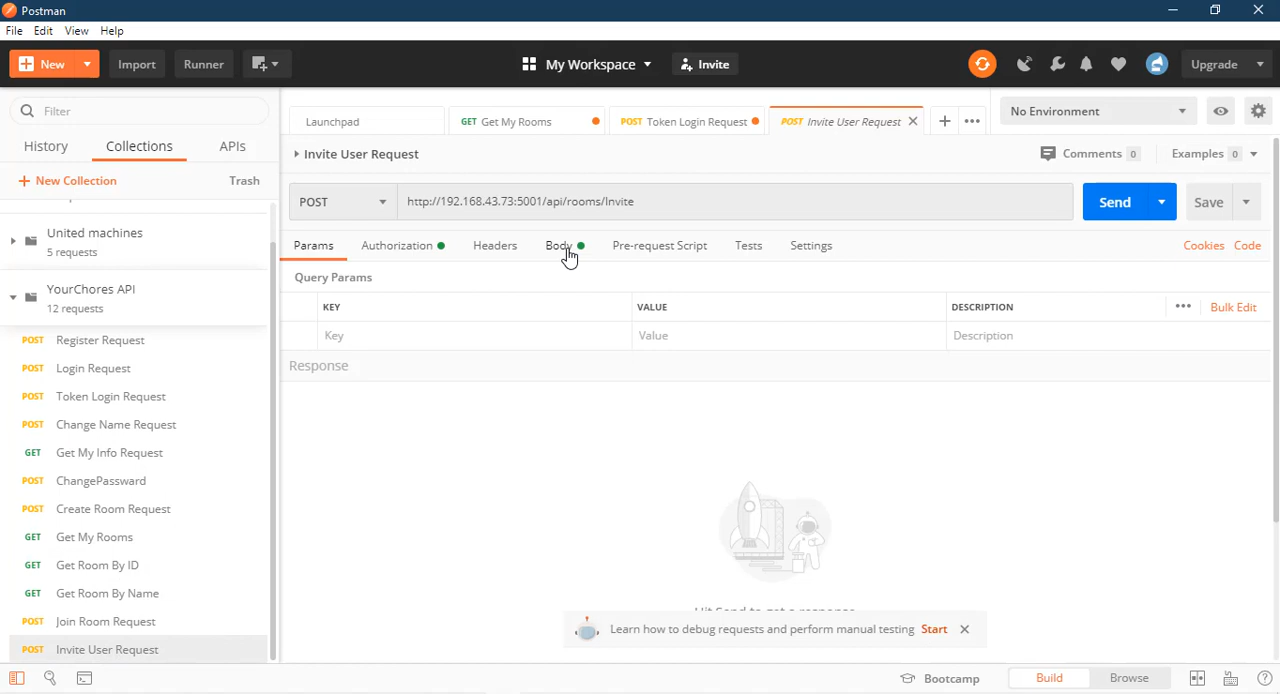 Postman
File Edit View Help
New Import Runner My Workspace Invite Upgrade
Filter
History Collections APIs
New Collection Trash
United machines
5 requests
YourChores API
12 requests
POST Register Request
POST Login Request
POST Token Login Request
POST Change Name Request
GET Get My Info Request
POST ChangePassword
POST Create Room Request
GET Get My Rooms
GET Get Room By ID
GET Get Room By Name
POST Join Room Request
POST Invite User Request
Launchpad GET Get My Rooms POST Token Login Request POST Invite User Request
No Environment
Invite User Request
Comments 0 Examples 0
POST http://192.168.43.73:5001/api/rooms/Invite Send Save
Params Authorization Headers Body Pre-request Script Tests Settings Cookies Code
Query Params
KEY VALUE DESCRIPTION Bulk Edit
Key Value Description
Response
Hit Send to get a response
Learn how to debug requests and perform manual testing Start
Bootcamp Build Browse